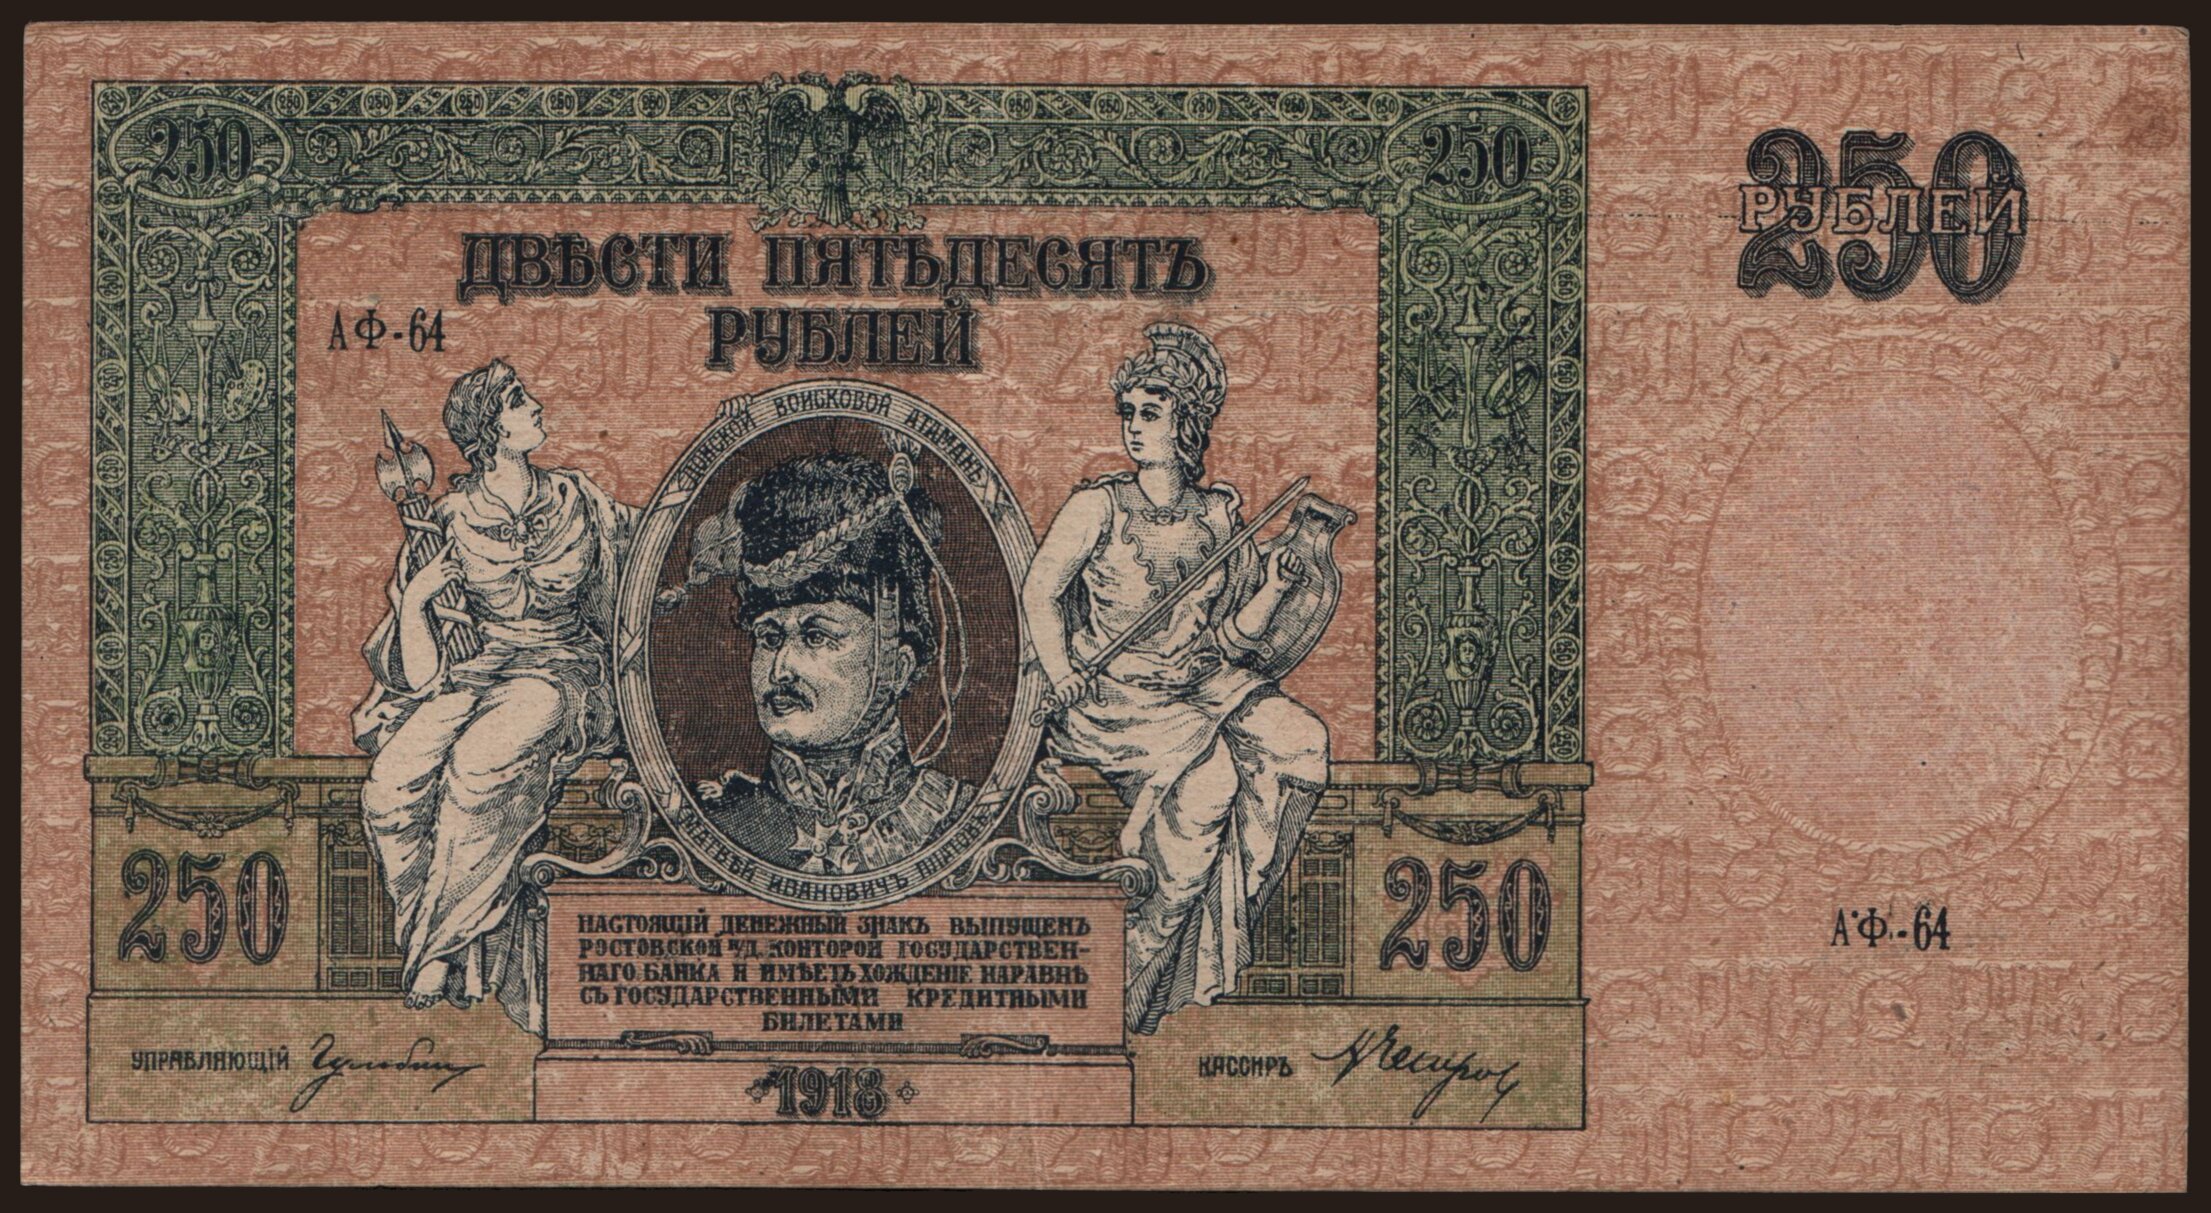 250
250
250
РУБЛЕЙ
ДВѢСТИ ПЯТЬДЕСЯТЪ
РУБЛЕЙ
АФ-64
ДОНСКОЙ ВОЙСКОВОЙ АТАМАНЪ
МАТВѢЙ ИВАНОВИЧЪ ПЛАТОВЪ
250
250
НАСТОЯЩІЙ ДЕНЕЖНЫЙ ЗНАКЪ ВЫПУЩЕНЪ
РОСТОВСКОЙ Н/Д. КОНТОРОЙ ГОСУДАРСТВЕН-
НАГО БАНКА И ИМѢЕТЪ ХОЖДЕНІЕ НАРАВНѢ
СЪ ГОСУДАРСТВЕННЫМИ КРЕДИТНЫМИ
БИЛЕТАМИ
АФ-64
УПРАВЛЯЮЩІЙ
КАССИРЪ
1918